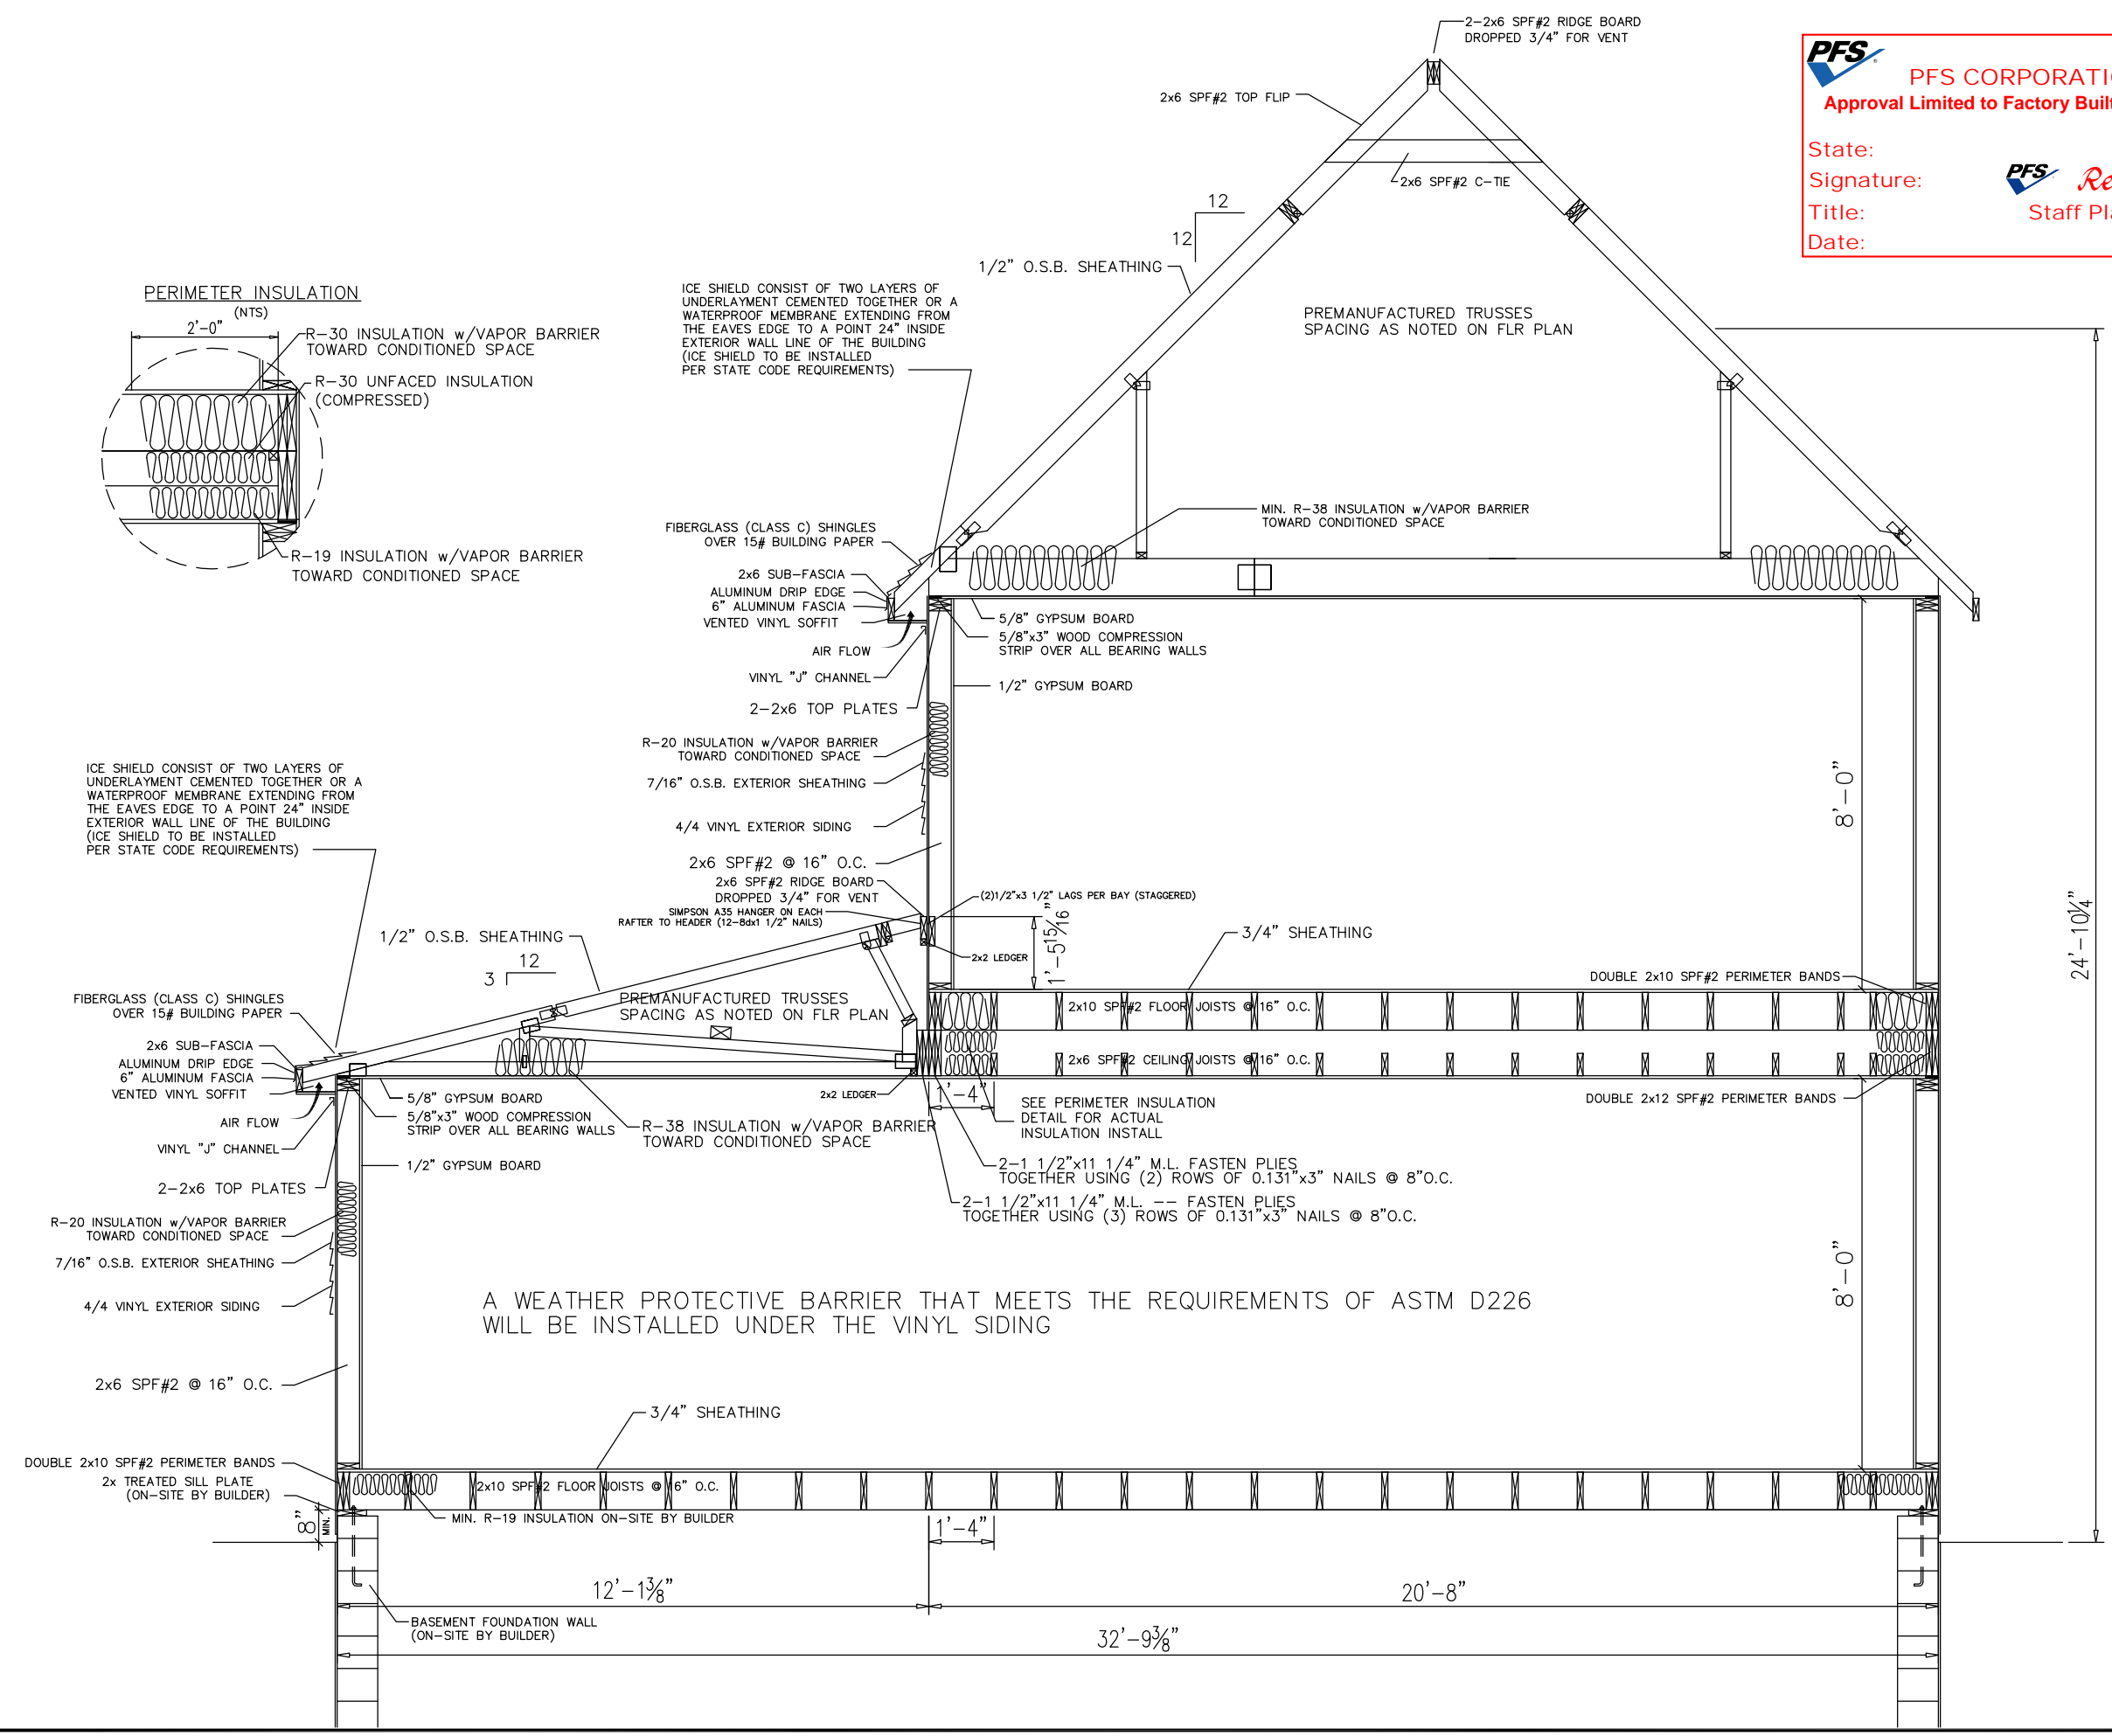 2-2x6 SPF#2 RIDGE BOARD
DROPPED 3/4" FOR VENT
2x6 SPF#2 TOP FLIP
2x6 SPF#2 C-TIE
12
12
1/2" O.S.B. SHEATHING
PREMANUFACTURED TRUSSES
SPACING AS NOTED ON FLR PLAN
PFS
PFS CORPORATI
Approval Limited to Factory Built
State:
Signature:
PFS Re
Title:
Staff Pla
Date:
PERIMETER INSULATION
(NTS)
2'-0"
R-30 INSULATION w/VAPOR BARRIER
TOWARD CONDITIONED SPACE
R-30 UNFACED INSULATION
(COMPRESSED)
R-19 INSULATION w/VAPOR BARRIER
TOWARD CONDITIONED SPACE
ICE SHIELD CONSIST OF TWO LAYERS OF
UNDERLAYMENT CEMENTED TOGETHER OR A
WATERPROOF MEMBRANE EXTENDING FROM
THE EAVES EDGE TO A POINT 24" INSIDE
EXTERIOR WALL LINE OF THE BUILDING
(ICE SHIELD TO BE INSTALLED
PER STATE CODE REQUIREMENTS)
MIN. R-38 INSULATION w/VAPOR BARRIER
TOWARD CONDITIONED SPACE
FIBERGLASS (CLASS C) SHINGLES
OVER 15# BUILDING PAPER
2x6 SUB-FASCIA
ALUMINUM DRIP EDGE
6" ALUMINUM FASCIA
VENTED VINYL SOFFIT
AIR FLOW
VINYL "J" CHANNEL
2-2x6 TOP PLATES
5/8" GYPSUM BOARD
5/8"x3" WOOD COMPRESSION
STRIP OVER ALL BEARING WALLS
1/2" GYPSUM BOARD
R-20 INSULATION w/VAPOR BARRIER
TOWARD CONDITIONED SPACE
7/16" O.S.B. EXTERIOR SHEATHING
4/4 VINYL EXTERIOR SIDING
2x6 SPF#2 @ 16" O.C.
2x6 SPF#2 RIDGE BOARD
DROPPED 3/4" FOR VENT
SIMPSON A35 HANGER ON EACH
RAFTER TO HEADER (12-8dx1 1/2" NAILS)
(2)1/2"x3 1/2" LAGS PER BAY (STAGGERED)
2x2 LEDGER
1'-5 15/16"
3/4" SHEATHING
8'-0"
24'-10 1/4"
DOUBLE 2x10 SPF#2 PERIMETER BANDS
2x10 SPF#2 FLOOR JOISTS @ 16" O.C.
2x6 SPF#2 CEILING JOISTS @ 16" O.C.
DOUBLE 2x12 SPF#2 PERIMETER BANDS
ICE SHIELD CONSIST OF TWO LAYERS OF
UNDERLAYMENT CEMENTED TOGETHER OR A
WATERPROOF MEMBRANE EXTENDING FROM
THE EAVES EDGE TO A POINT 24" INSIDE
EXTERIOR WALL LINE OF THE BUILDING
(ICE SHIELD TO BE INSTALLED
PER STATE CODE REQUIREMENTS)
1/2" O.S.B. SHEATHING
12
3
PREMANUFACTURED TRUSSES
SPACING AS NOTED ON FLR PLAN
FIBERGLASS (CLASS C) SHINGLES
OVER 15# BUILDING PAPER
2x6 SUB-FASCIA
ALUMINUM DRIP EDGE
6" ALUMINUM FASCIA
VENTED VINYL SOFFIT
AIR FLOW
VINYL "J" CHANNEL
2-2x6 TOP PLATES
5/8" GYPSUM BOARD
5/8"x3" WOOD COMPRESSION
STRIP OVER ALL BEARING WALLS
1/2" GYPSUM BOARD
R-38 INSULATION w/VAPOR BARRIER
TOWARD CONDITIONED SPACE
2x2 LEDGER
1'-4"
SEE PERIMETER INSULATION
DETAIL FOR ACTUAL
INSULATION INSTALL
2-1 1/2"x11 1/4" M.L. FASTEN PLIES
TOGETHER USING (2) ROWS OF 0.131"x3" NAILS @ 8"O.C.
2-1 1/2"x11 1/4" M.L. -- FASTEN PLIES
TOGETHER USING (3) ROWS OF 0.131"x3" NAILS @ 8"O.C.
R-20 INSULATION w/VAPOR BARRIER
TOWARD CONDITIONED SPACE
7/16" O.S.B. EXTERIOR SHEATHING
4/4 VINYL EXTERIOR SIDING
A WEATHER PROTECTIVE BARRIER THAT MEETS THE REQUIREMENTS OF ASTM D226
WILL BE INSTALLED UNDER THE VINYL SIDING
8'-0"
2x6 SPF#2 @ 16" O.C.
3/4" SHEATHING
DOUBLE 2x10 SPF#2 PERIMETER BANDS
2x TREATED SILL PLATE
(ON-SITE BY BUILDER)
2x10 SPF#2 FLOOR JOISTS @ 16" O.C.
MIN. R-19 INSULATION ON-SITE BY BUILDER
8"
MIN.
1'-4"
12'-1 3/8"
20'-8"
BASEMENT FOUNDATION WALL
(ON-SITE BY BUILDER)
32'-9 3/8"